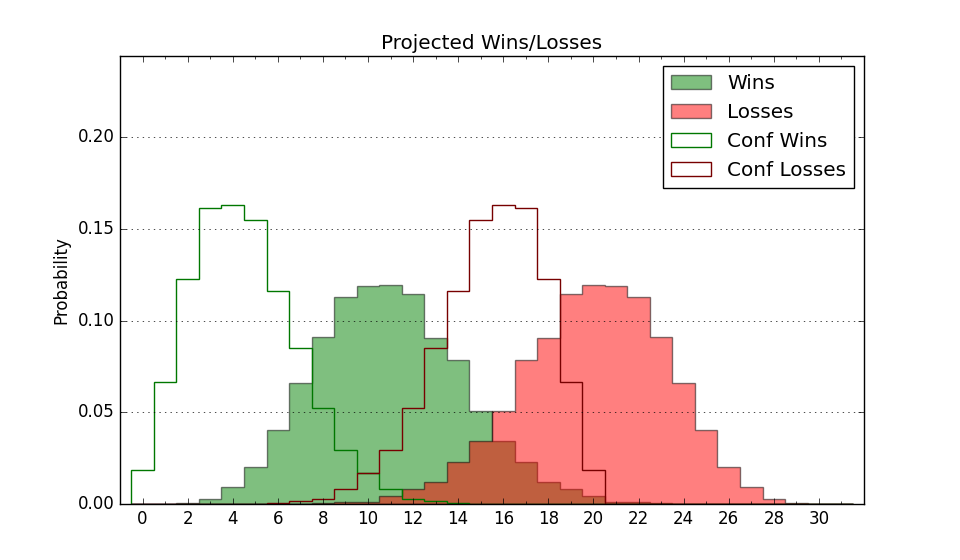 Projected Wins/Losses
Wins
Losses
Conf Wins
Conf Losses
Probability
0.20
0.15
0.10
0.05
0.00
0 2 4 6 8 10 12 14 16 18 20 22 24 26 28 30